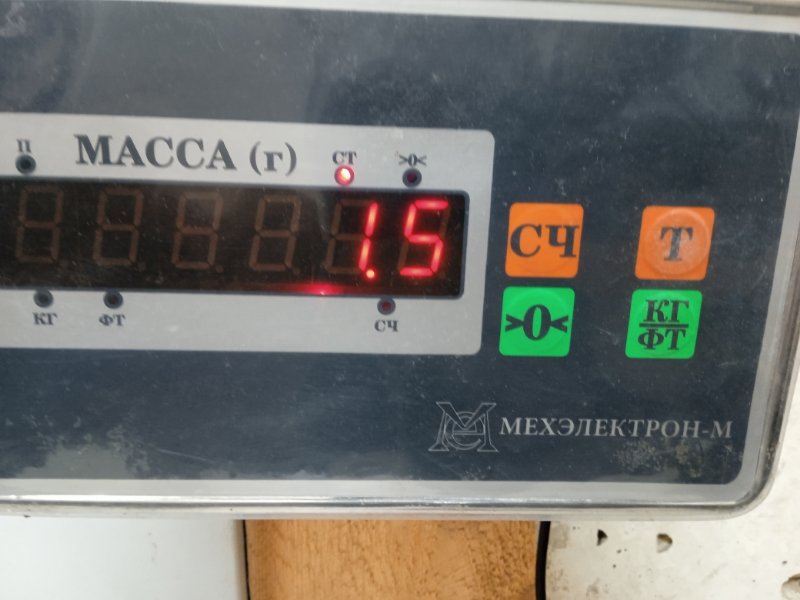 П МАССА (г) СТ >0<
1.5
КГ ФТ СЧ
СЧ Т
>0< КГ
ФТ
МЕХЭЛЕКТРОН-М